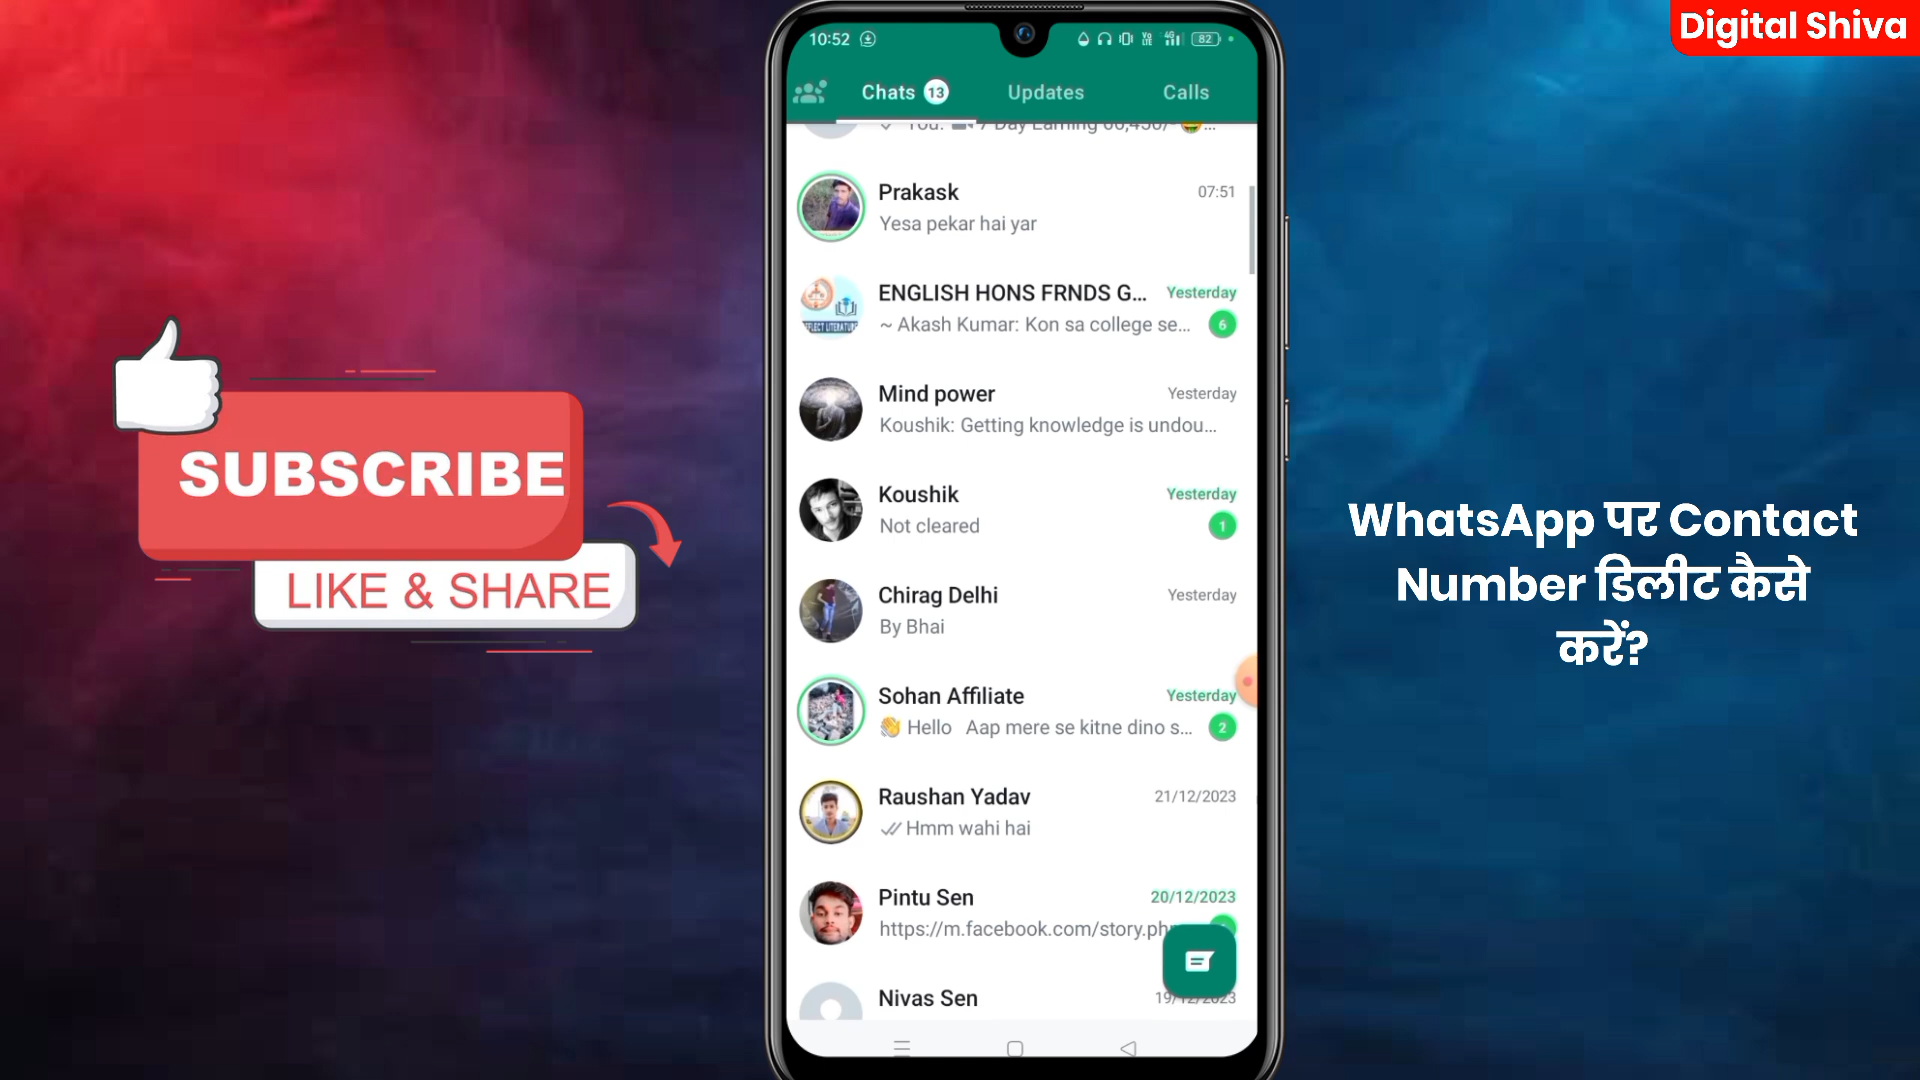 Digital Shiva
10:52
82
Chats 13
Updates
Calls
Prakask
07:51
Yesa pekar hai yar
ENGLISH HONS FRNDS G...
Yesterday
~ Akash Kumar: Kon sa college se...
6
Mind power
Yesterday
Koushik: Getting knowledge is undou...
Koushik
Yesterday
Not cleared
1
Chirag Delhi
Yesterday
By Bhai
Sohan Affiliate
Yesterday
👋 Hello Aap mere se kitne dino s...
2
Raushan Yadav
21/12/2023
Hmm wahi hai
Pintu Sen
20/12/2023
https://m.facebook.com/story.ph
Nivas Sen
19/12/2023
SUBSCRIBE
LIKE & SHARE
WhatsApp पर Contact
Number डिलीट कैसे
करें?